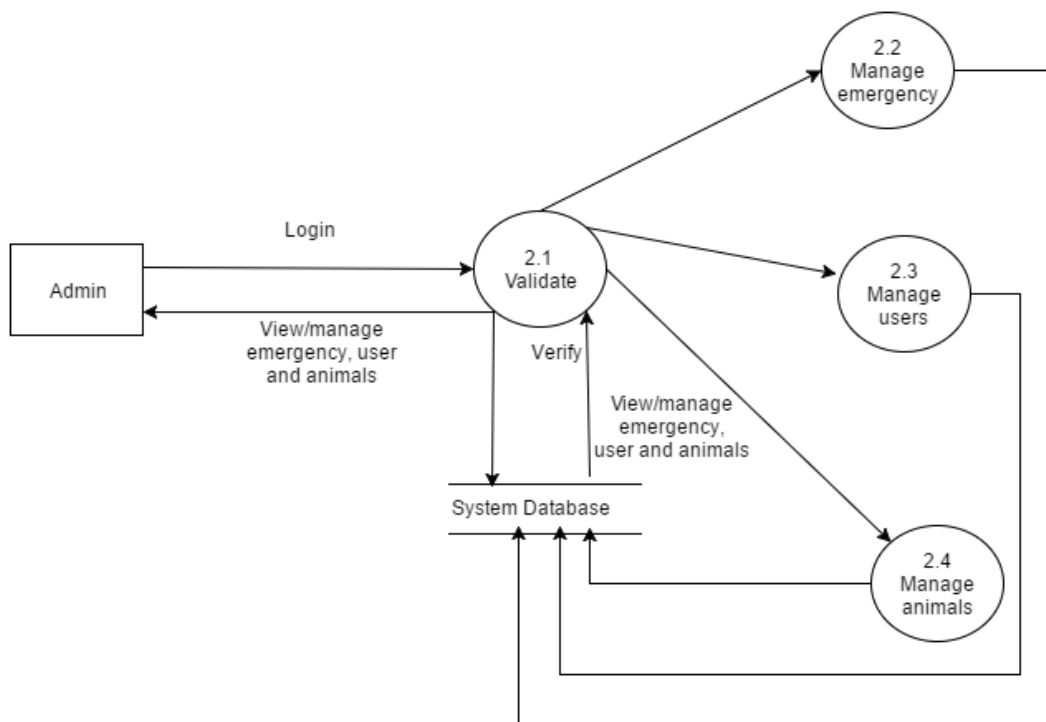 2.2
Manage
emergency
Login
2.1
Validate
2.3
Manage
users
Admin
View/manage
emergency, user
and animals
Verify
View/manage
emergency,
user and animals
System Database
2.4
Manage
animals